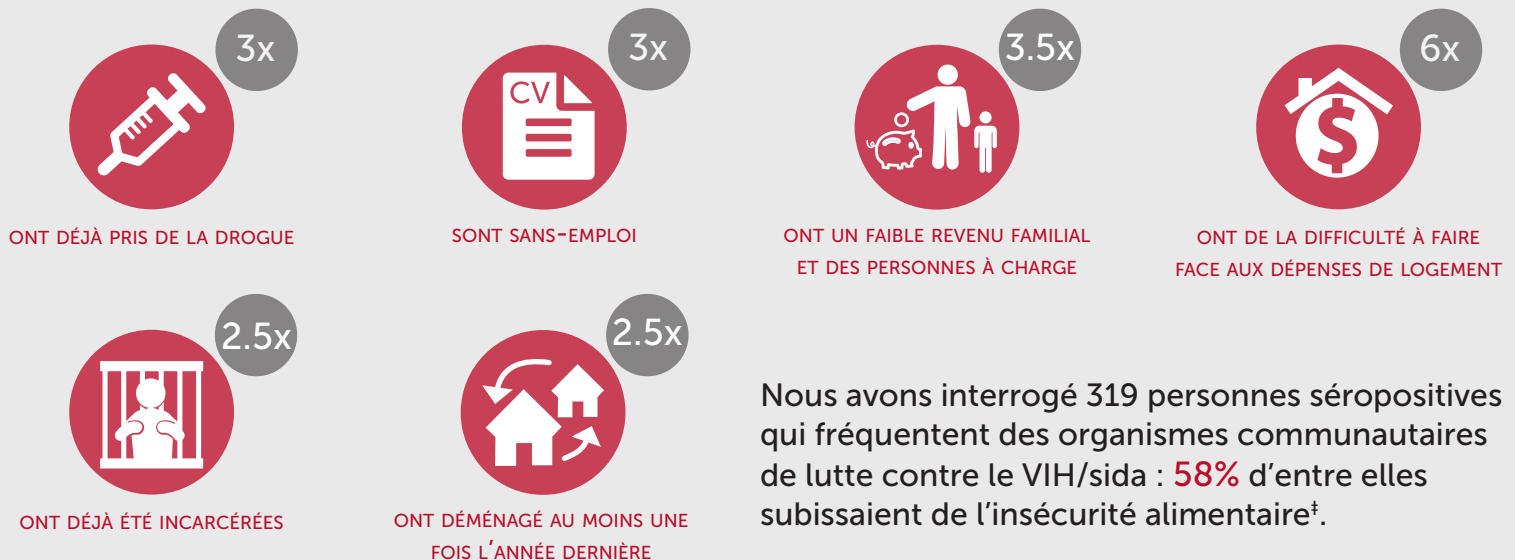 3x
ONT DÉJÀ PRIS DE LA DROGUE
3x
CV
SONT SANS-EMPLOI
3.5x
ONT UN FAIBLE REVENU FAMILIAL
ET DES PERSONNES À CHARGE
6x
$
ONT DE LA DIFFICULTÉ À FAIRE
FACE AUX DÉPENSES DE LOGEMENT
2.5x
ONT DÉJÀ ÉTÉ INCARCÉRÉES
2.5x
ONT DÉMÉNAGÉ AU MOINS UNE
FOIS L'ANNÉE DERNIÈRE
Nous avons interrogé 319 personnes séropositives
qui fréquentent des organismes communautaires
de lutte contre le VIH/sida : 58% d'entre elles
subissaient de l'insécurité alimentaire‡.